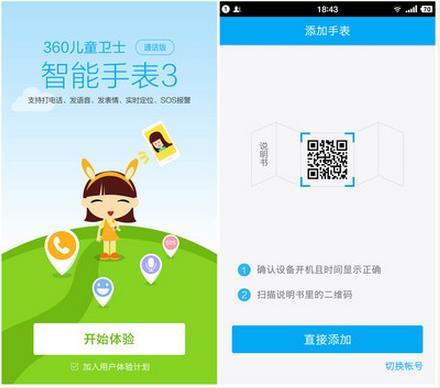 360儿童卫士 通话版
智能手表3
支持打电话、发语音、发表情、实时定位、SOS报警
SOS
开始体验
加入用户体验计划
18:43
70
添加手表
说明书
1 确认设备开机且时间显示正确
2 扫描说明书里的二维码
直接添加
切换帐号